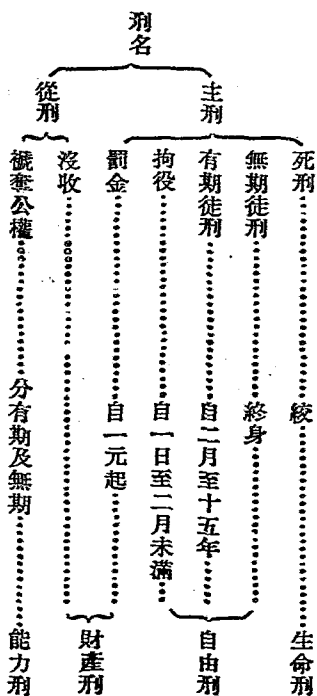 刑名
主刑
死刑……絞……生命刑
無期徒刑……終身……
有期徒刑……自二月至十五年
拘役……自一日至二月未滿…
自由刑
罰金……自一元起……
從刑
沒收……
財產刑
褫奪公權……分有期及無期……能力刑